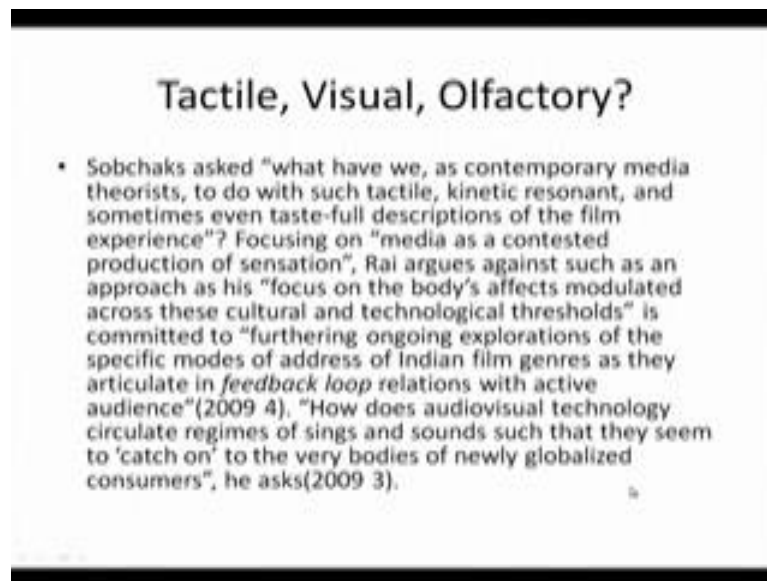 Tactile, Visual, Olfactory?
• Sobchaks asked "what have we, as contemporary media
theorists, to do with such tactile, kinetic resonant, and
sometimes even taste-full descriptions of the film
experience"? Focusing on "media as a contested
production of sensation", Rai argues against such as an
approach as his "focus on the body's affects modulated
across these cultural and technological thresholds" is
committed to "furthering ongoing explorations of the
specific modes of address of Indian film genres as they
articulate in feedback loop relations with active
audience"(2009 4). "How does audiovisual technology
circulate regimes of sings and sounds such that they seem
to 'catch on' to the very bodies of newly globalized
consumers", he asks(2009 3).